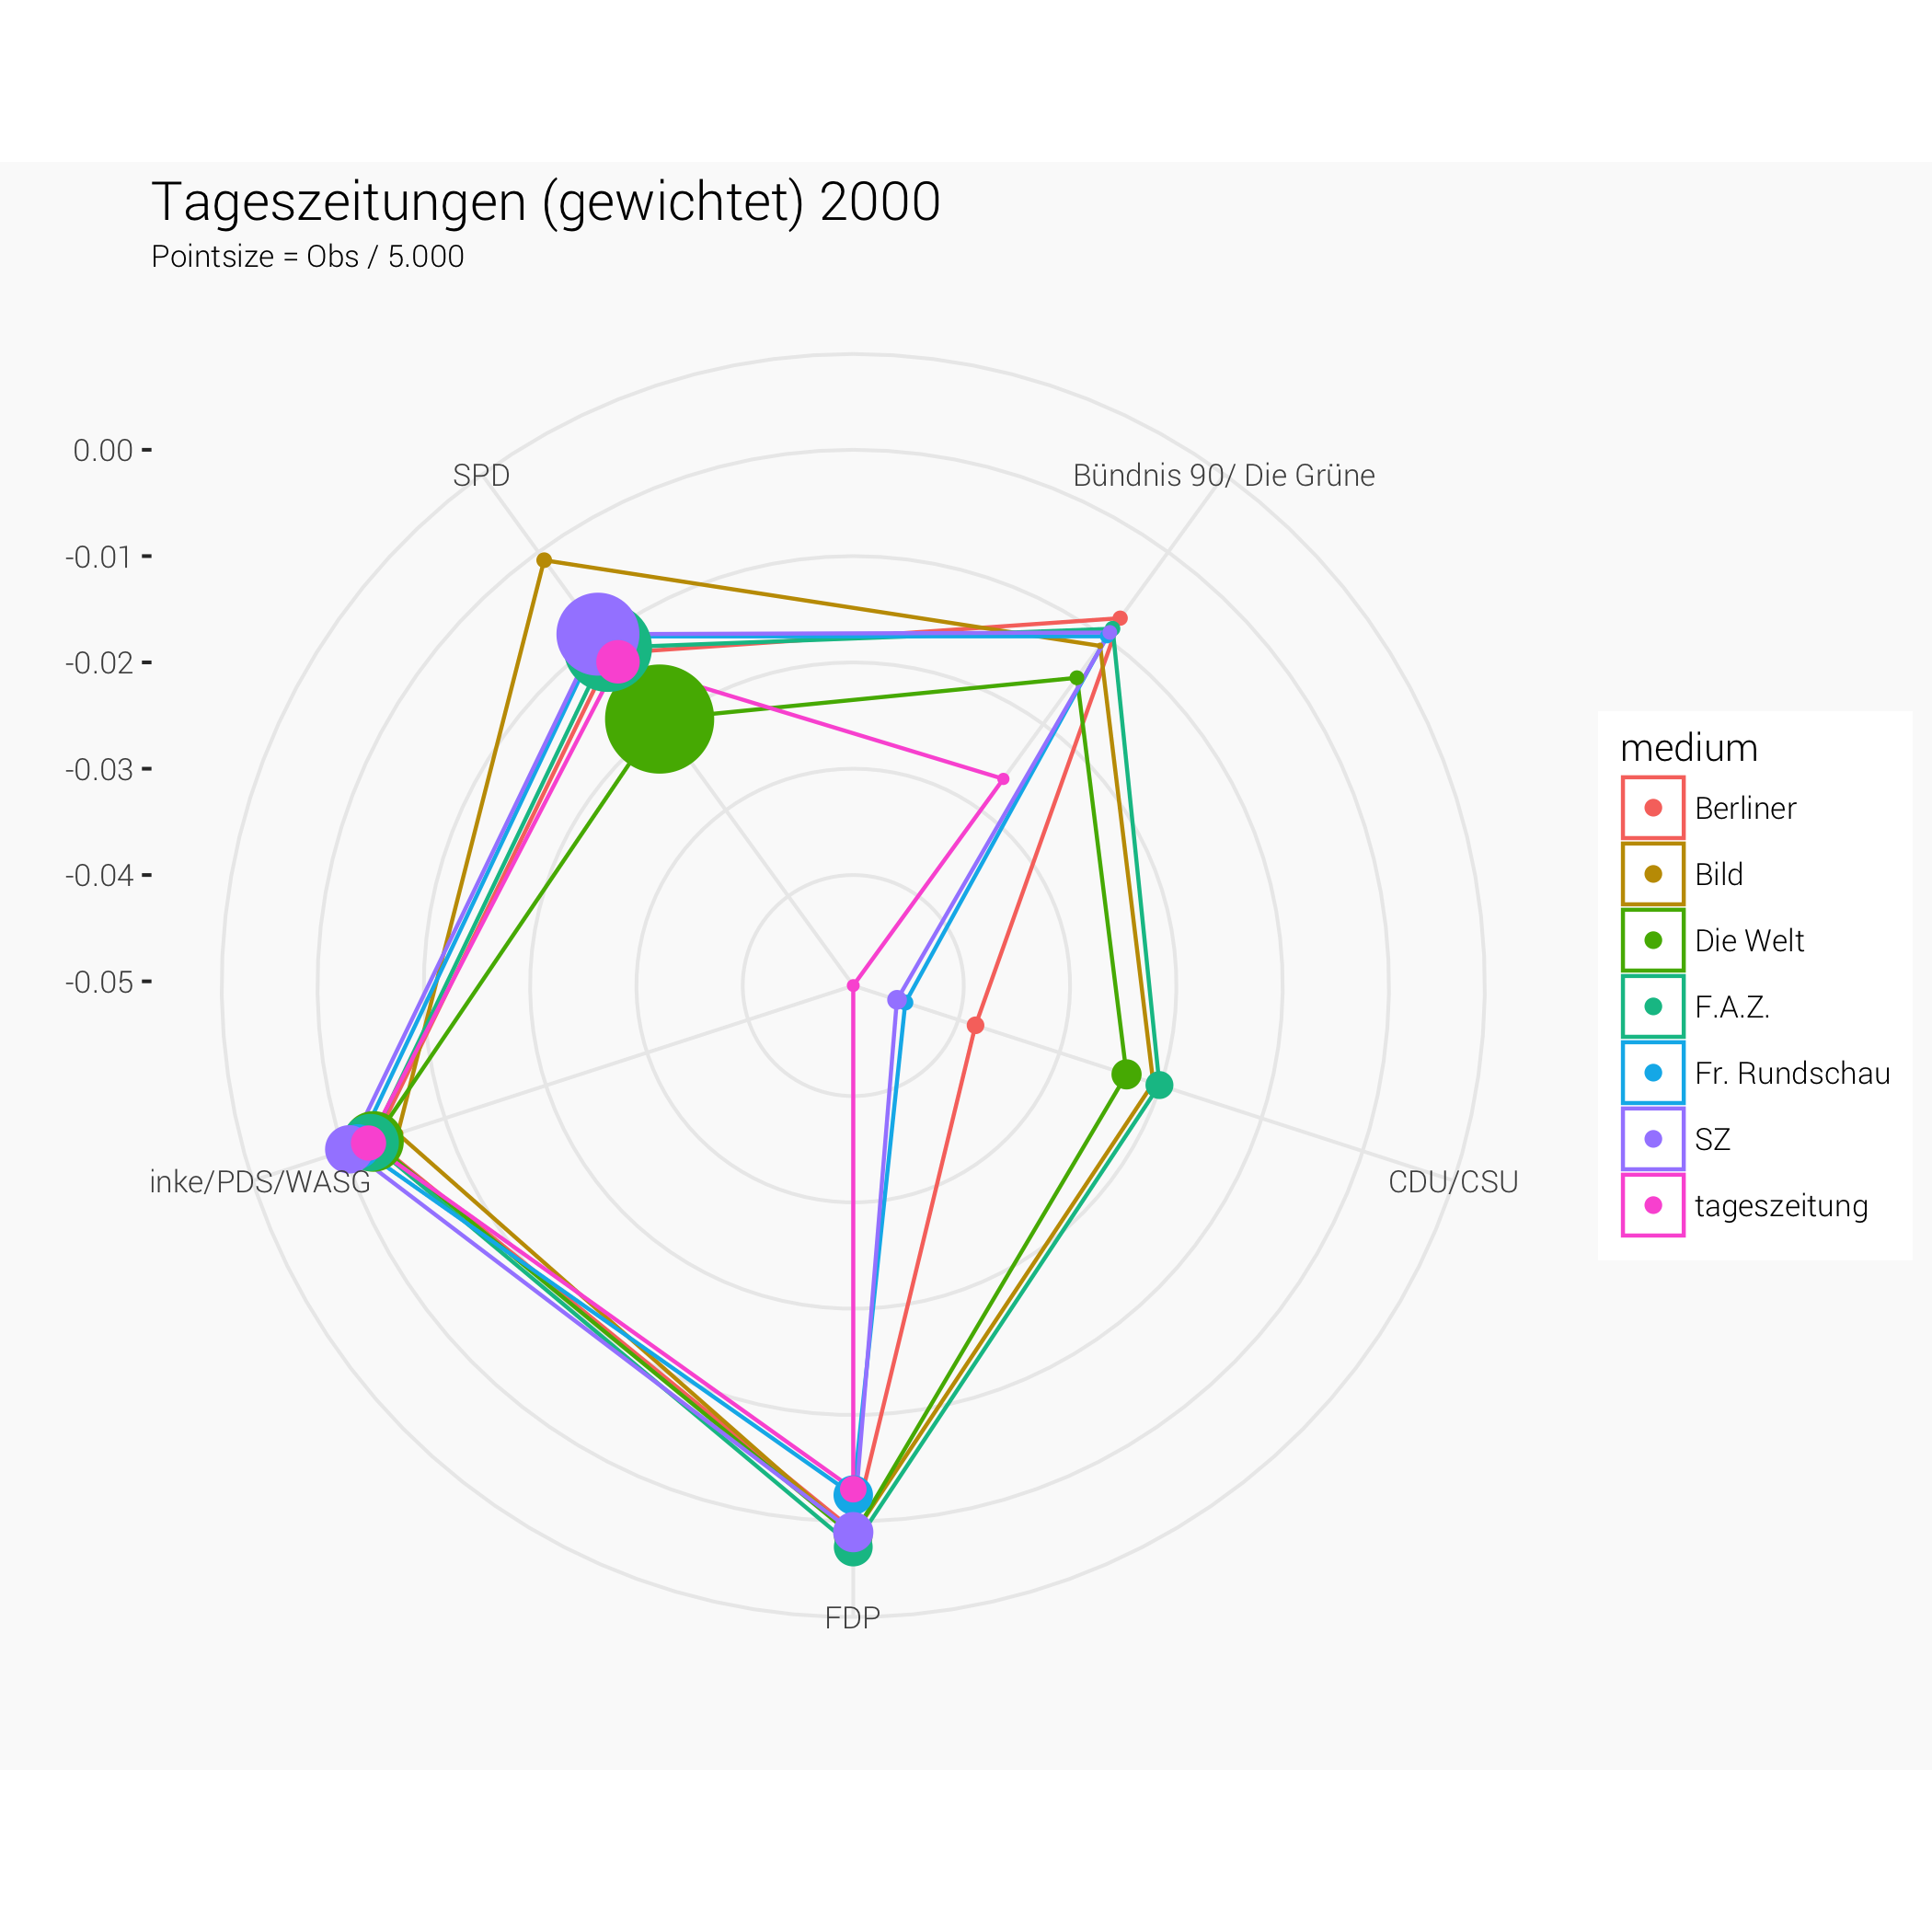 Tageszeitungen (gewichtet) 2000
Pointsize = Obs / 5.000
0.00
-0.01
-0.02
-0.03
-0.04
-0.05
SPD
Bündnis 90/ Die Grüne
inke/PDS/WASG
CDU/CSU
FDP
medium
Berliner
Bild
Die Welt
F.A.Z.
Fr. Rundschau
SZ
tageszeitung